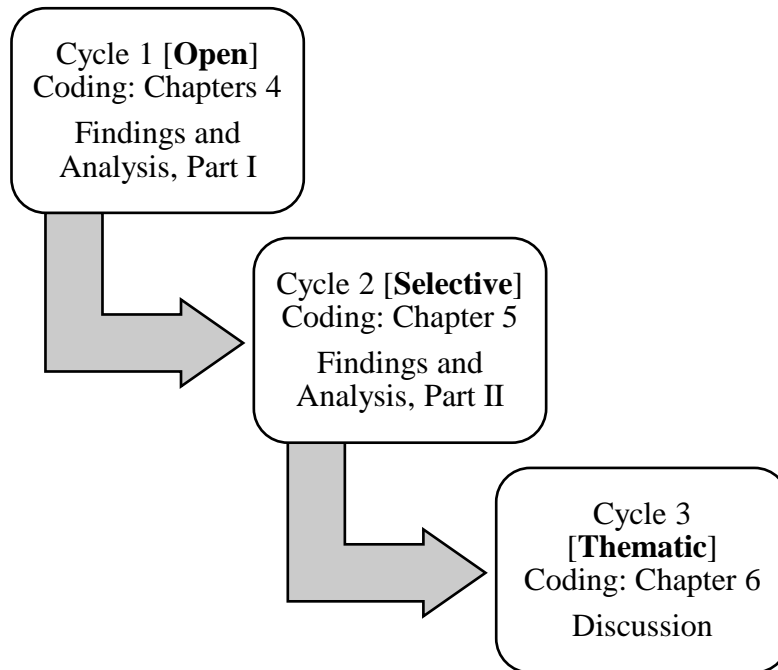 Cycle 1 [Open]
Coding: Chapters 4
Findings and
Analysis, Part I
Cycle 2 [Selective]
Coding: Chapter 5
Findings and
Analysis, Part II
Cycle 3
[Thematic]
Coding: Chapter 6
Discussion